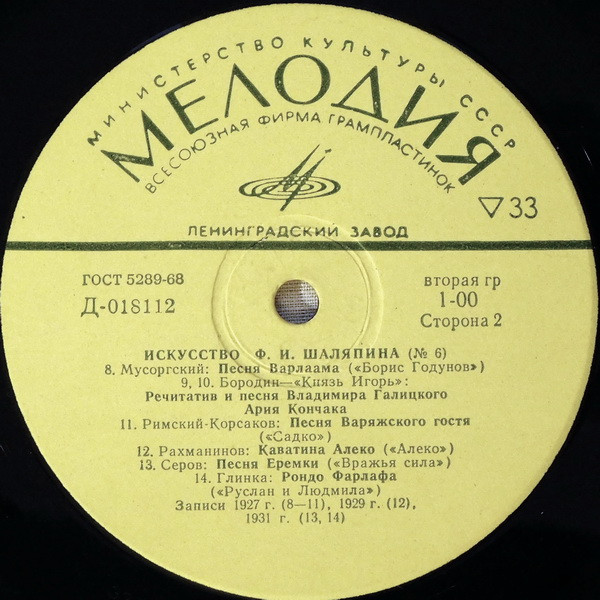 МИНИСТЕРСТВО КУЛЬТУРЫ СССР
МЕЛОДИЯ
ВСЕСОЮЗНАЯ ФИРМА ГРАМПЛАСТИНОК
▽33
ЛЕНИНГРАДСКИЙ ЗАВОД
ГОСТ 5289-68
Д-018112
вторая гр
1-00
Сторона 2
ИСКУССТВО Ф. И. ШАЛЯПИНА (№ 6)
8. Мусоргский: Песня Варлаама («Борис Годунов»)
9, 10. Бородин—«Князь Игорь»:
Речитатив и песня Владимира Галицкого
Ария Кончака
11. Римский-Корсаков: Песня Варяжского гостя
(«Садко»)
12. Рахманинов: Каватина Алеко («Алеко»)
13. Серов: Песня Еремки («Вражья сила»)
14. Глинка: Рондо Фарлафа
(«Руслан и Людмила»)
Записи 1927 г. (8—11), 1929 г. (12),
1931 г. (13, 14)